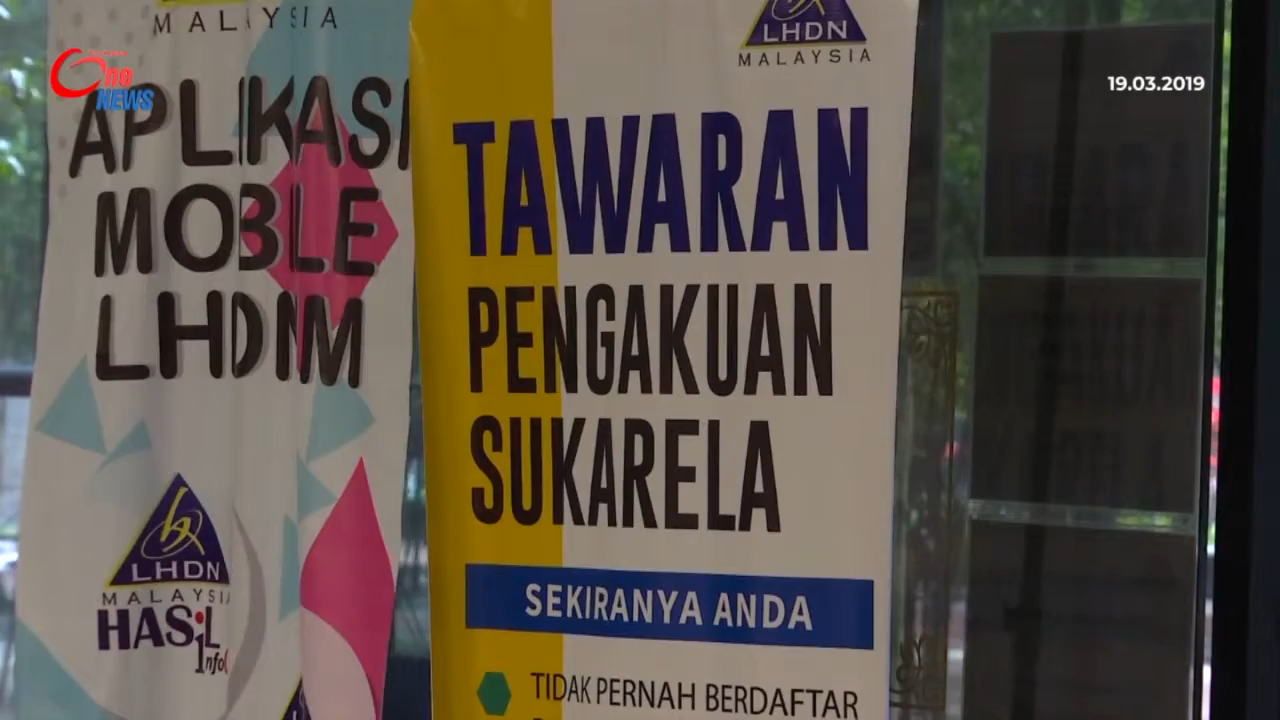 One
NEWS
19.03.2019
MALAYSIA
APLIKASI
MOBLE
LHDNM
LHDN
MALAYSIA
HASiL
info
LHDN
MALAYSIA
TAWARAN
PENGAKUAN
SUKARELA
SEKIRANYA ANDA
TIDAK PERNAH BERDAFTAR